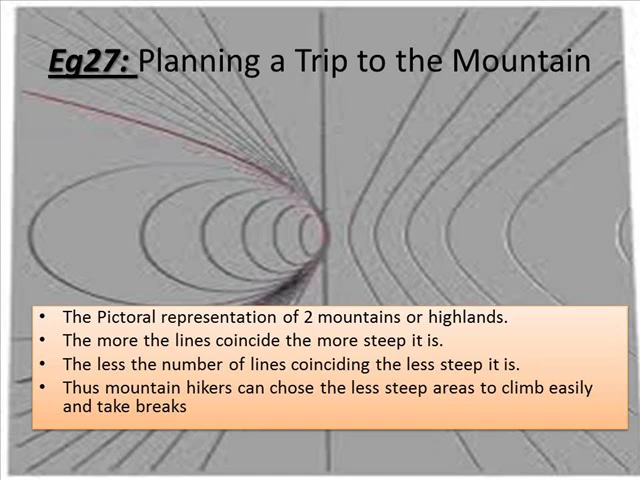 Eg27: Planning a Trip to the Mountain
• The Pictoral representation of 2 mountains or highlands.
• The more the lines coincide the more steep it is.
• The less the number of lines coinciding the less steep it is.
• Thus mountain hikers can chose the less steep areas to climb easily
and take breaks